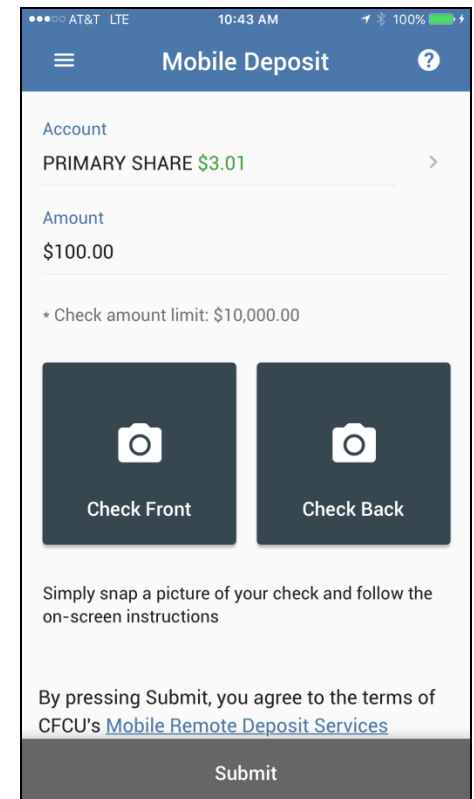 ●●●○○ AT&T LTE 10:43 AM 100%
Mobile Deposit ?
Account
PRIMARY SHARE $3.01
Amount
$100.00
* Check amount limit: $10,000.00
Check Front Check Back
Simply snap a picture of your check and follow the
on-screen instructions
By pressing Submit, you agree to the terms of
CFCU's Mobile Remote Deposit Services
Submit